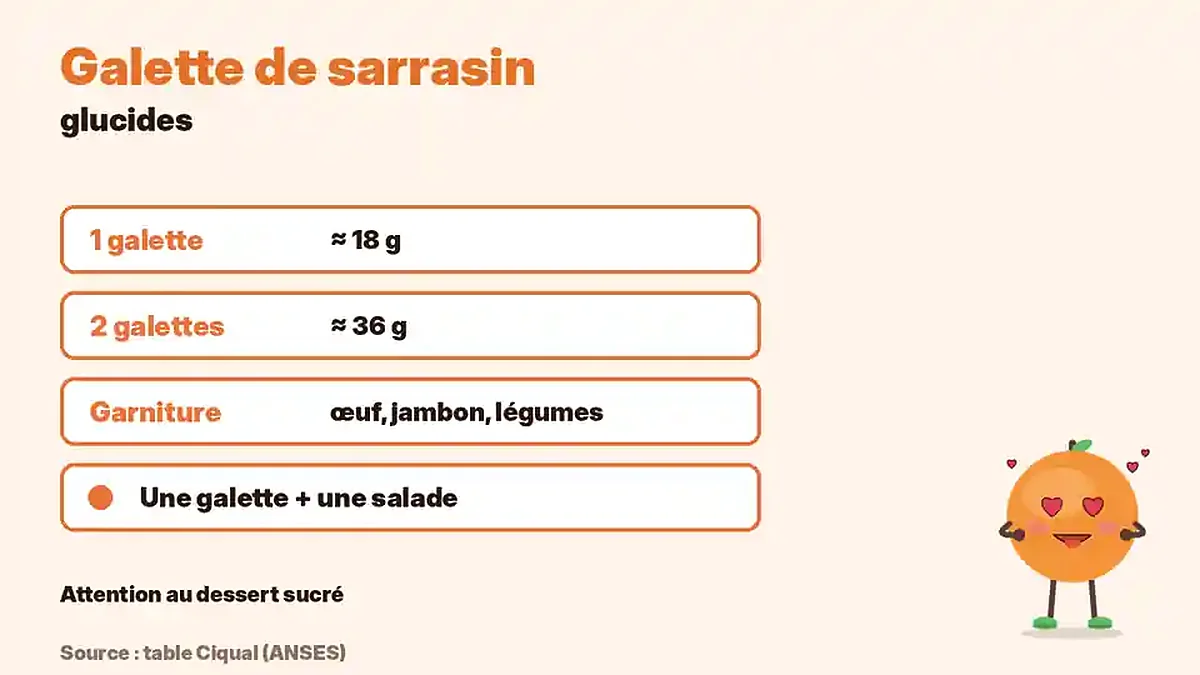 Galette de sarrasin
glucides
1 galette ≈ 18 g
2 galettes ≈ 36 g
Garniture œuf, jambon, légumes
Une galette + une salade
Attention au dessert sucré
Source : table Ciqual (ANSES)